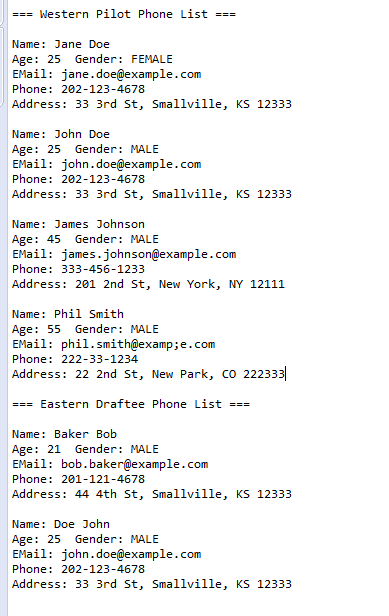 === Western Pilot Phone List ===
Name: Jane Doe
Age: 25  Gender: FEMALE
EMail: jane.doe@example.com
Phone: 202-123-4678
Address: 33 3rd St, Smallville, KS 12333
Name: John Doe
Age: 25  Gender: MALE
EMail: john.doe@example.com
Phone: 202-123-4678
Address: 33 3rd St, Smallville, KS 12333
Name: James Johnson
Age: 45  Gender: MALE
EMail: james.johnson@example.com
Phone: 333-456-1233
Address: 201 2nd St, New York, NY 12111
Name: Phil Smith
Age: 55  Gender: MALE
EMail: phil.smith@examp;e.com
Phone: 222-33-1234
Address: 22 2nd St, New Park, CO 222333
=== Eastern Draftee Phone List ===
Name: Baker Bob
Age: 21  Gender: MALE
EMail: bob.baker@example.com
Phone: 201-121-4678
Address: 44 4th St, Smallville, KS 12333
Name: Doe John
Age: 25  Gender: MALE
EMail: john.doe@example.com
Phone: 202-123-4678
Address: 33 3rd St, Smallville, KS 12333